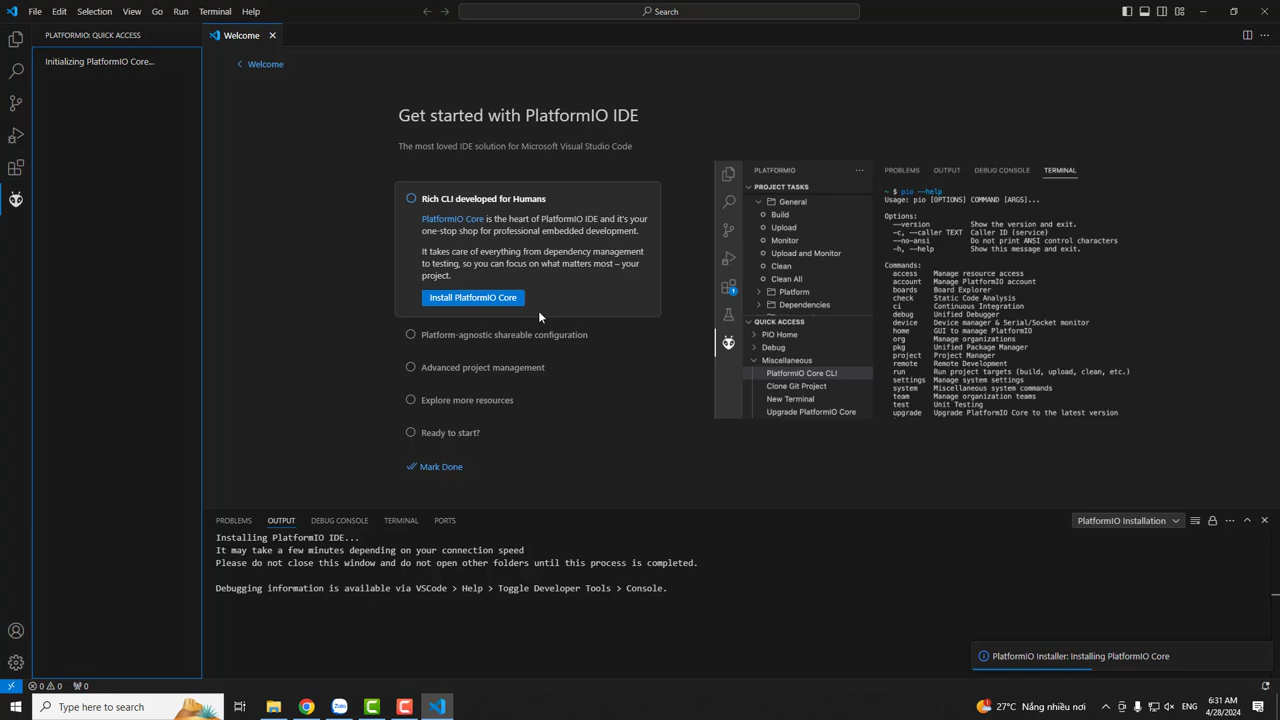 File Edit Selection View Go Run Terminal Help
Search
PLATFORMIO: QUICK ACCESS
Welcome
Initializing PlatformIO Core...
Welcome
Get started with PlatformIO IDE
The most loved IDE solution for Microsoft Visual Studio Code
Rich CLI developed for Humans
PlatformIO Core is the heart of PlatformIO IDE and it's your
one-stop shop for professional embedded development.
It takes care of everything from dependency management
to testing, so you can focus on what matters most – your
project.
Install PlatformIO Core
Platform-agnostic shareable configuration
Advanced project management
Explore more resources
Ready to start?
Mark Done
PLATFORMIO
PROJECT TASKS
General
Build
Upload
Monitor
Upload and Monitor
Clean
Clean All
Platform
Dependencies
1
QUICK ACCESS
PIO Home
Debug
Miscellaneous
PlatformIO Core CLI
Clone Git Project
New Terminal
Upgrade PlatformIO Core
PROBLEMS OUTPUT DEBUG CONSOLE TERMINAL
~ $ pio --help
Usage: pio [OPTIONS] COMMAND [ARGS]...
Options:
--version Show the version and exit.
-c, --caller TEXT Caller ID (service)
--no-ansi Do not print ANSI control characters
-h, --help Show this message and exit.
Commands:
access Manage resource access
account Manage PlatformIO account
boards Board Explorer
check Static Code Analysis
ci Continuous Integration
debug Unified Debugger
device Device manager & Serial/Socket monitor
home GUI to manage PlatformIO
org Manage organizations
pkg Unified Package Manager
project Project Manager
remote Remote Development
run Run project targets (build, upload, clean, etc.)
settings Manage system settings
system Miscellaneous system commands
team Manage organization teams
test Unit Testing
upgrade Upgrade PlatformIO Core to the latest version
PROBLEMS OUTPUT DEBUG CONSOLE TERMINAL PORTS
PlatformIO Installation
Installing PlatformIO IDE...
It may take a few minutes depending on your connection speed
Please do not close this window and do not open other folders until this process is completed.
Debugging information is available via VSCode > Help > Toggle Developer Tools > Console.
PlatformIO Installer: Installing PlatformIO Core
0 0 0
Type here to search
Zalo
27°C Nắng nhiều nơi
ENG
6:31 AM
4/28/2024